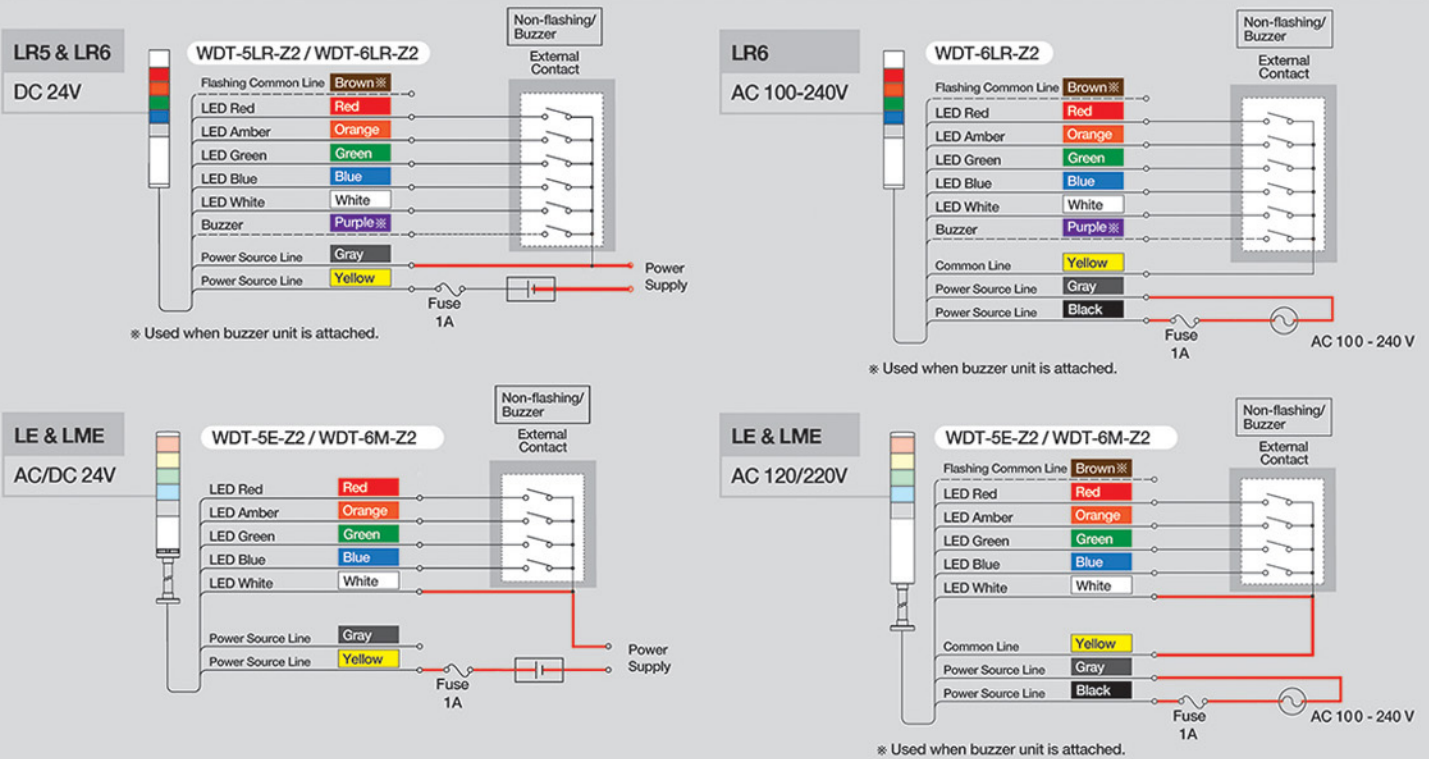 LR5 & LR6
DC 24V
WDT-5LR-Z2 / WDT-6LR-Z2
Non-flashing/
Buzzer
External
Contact
Flashing Common Line Brown※
LED Red Red
LED Amber Orange
LED Green Green
LED Blue Blue
LED White White
Buzzer Purple※
Power Source Line Gray
Power Source Line Yellow
Fuse
1A
Power
Supply
※ Used when buzzer unit is attached.
LR6
AC 100-240V
WDT-6LR-Z2
Non-flashing/
Buzzer
External
Contact
Flashing Common Line Brown※
LED Red Red
LED Amber Orange
LED Green Green
LED Blue Blue
LED White White
Buzzer Purple※
Common Line Yellow
Power Source Line Gray
Power Source Line Black
Fuse
1A
AC 100 - 240 V
※ Used when buzzer unit is attached.
LE & LME
AC/DC 24V
WDT-5E-Z2 / WDT-6M-Z2
Non-flashing/
Buzzer
External
Contact
LED Red Red
LED Amber Orange
LED Green Green
LED Blue Blue
LED White White
Power Source Line Gray
Power Source Line Yellow
Fuse
1A
Power
Supply
LE & LME
AC 120/220V
WDT-5E-Z2 / WDT-6M-Z2
Non-flashing/
Buzzer
External
Contact
Flashing Common Line Brown※
LED Red Red
LED Amber Orange
LED Green Green
LED Blue Blue
LED White White
Common Line Yellow
Power Source Line Gray
Power Source Line Black
Fuse
1A
AC 100 - 240 V
※ Used when buzzer unit is attached.